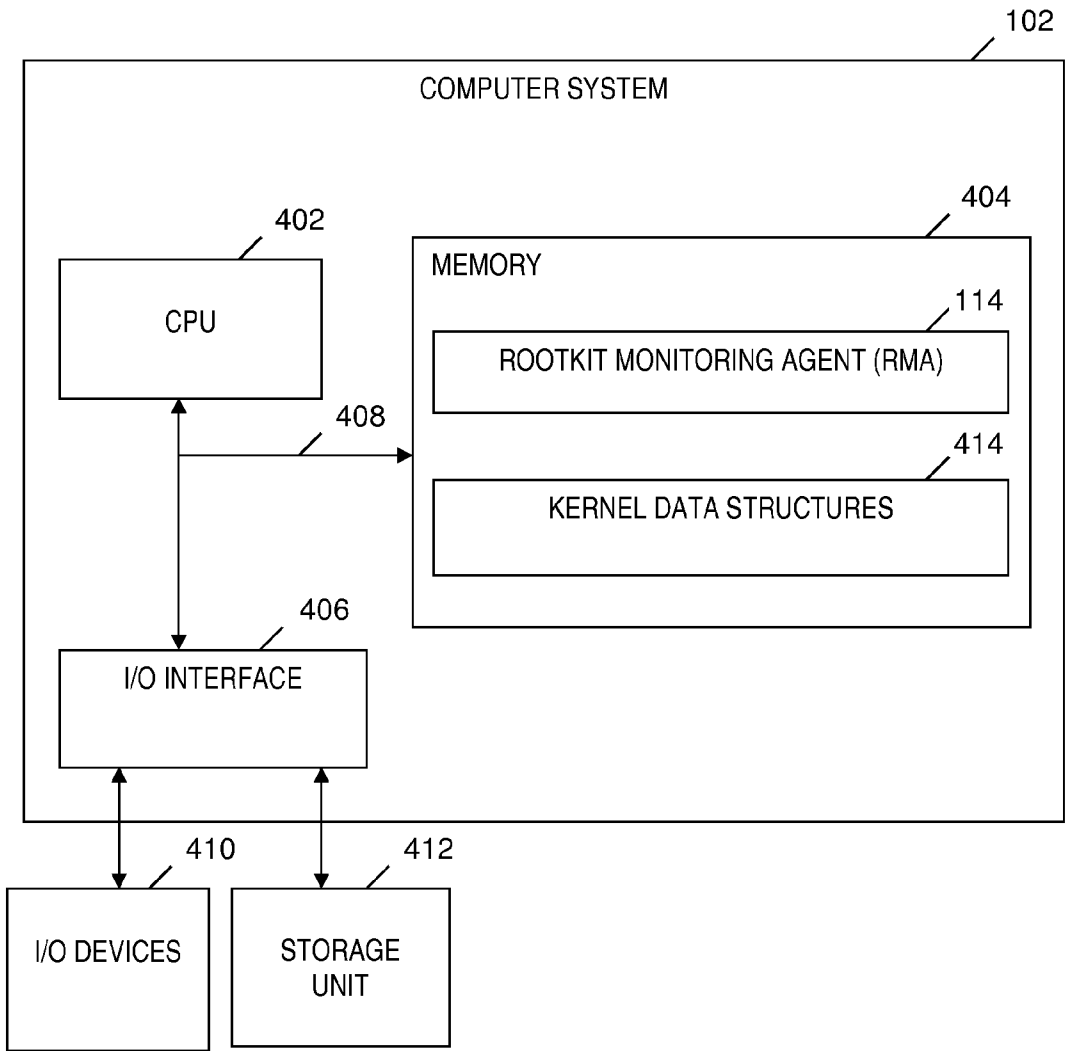 102
COMPUTER SYSTEM
404
402
MEMORY
CPU
114
ROOTKIT MONITORING AGENT (RMA)
408
414
KERNEL DATA STRUCTURES
406
I/O INTERFACE
410
412
I/O DEVICES
STORAGE
UNIT